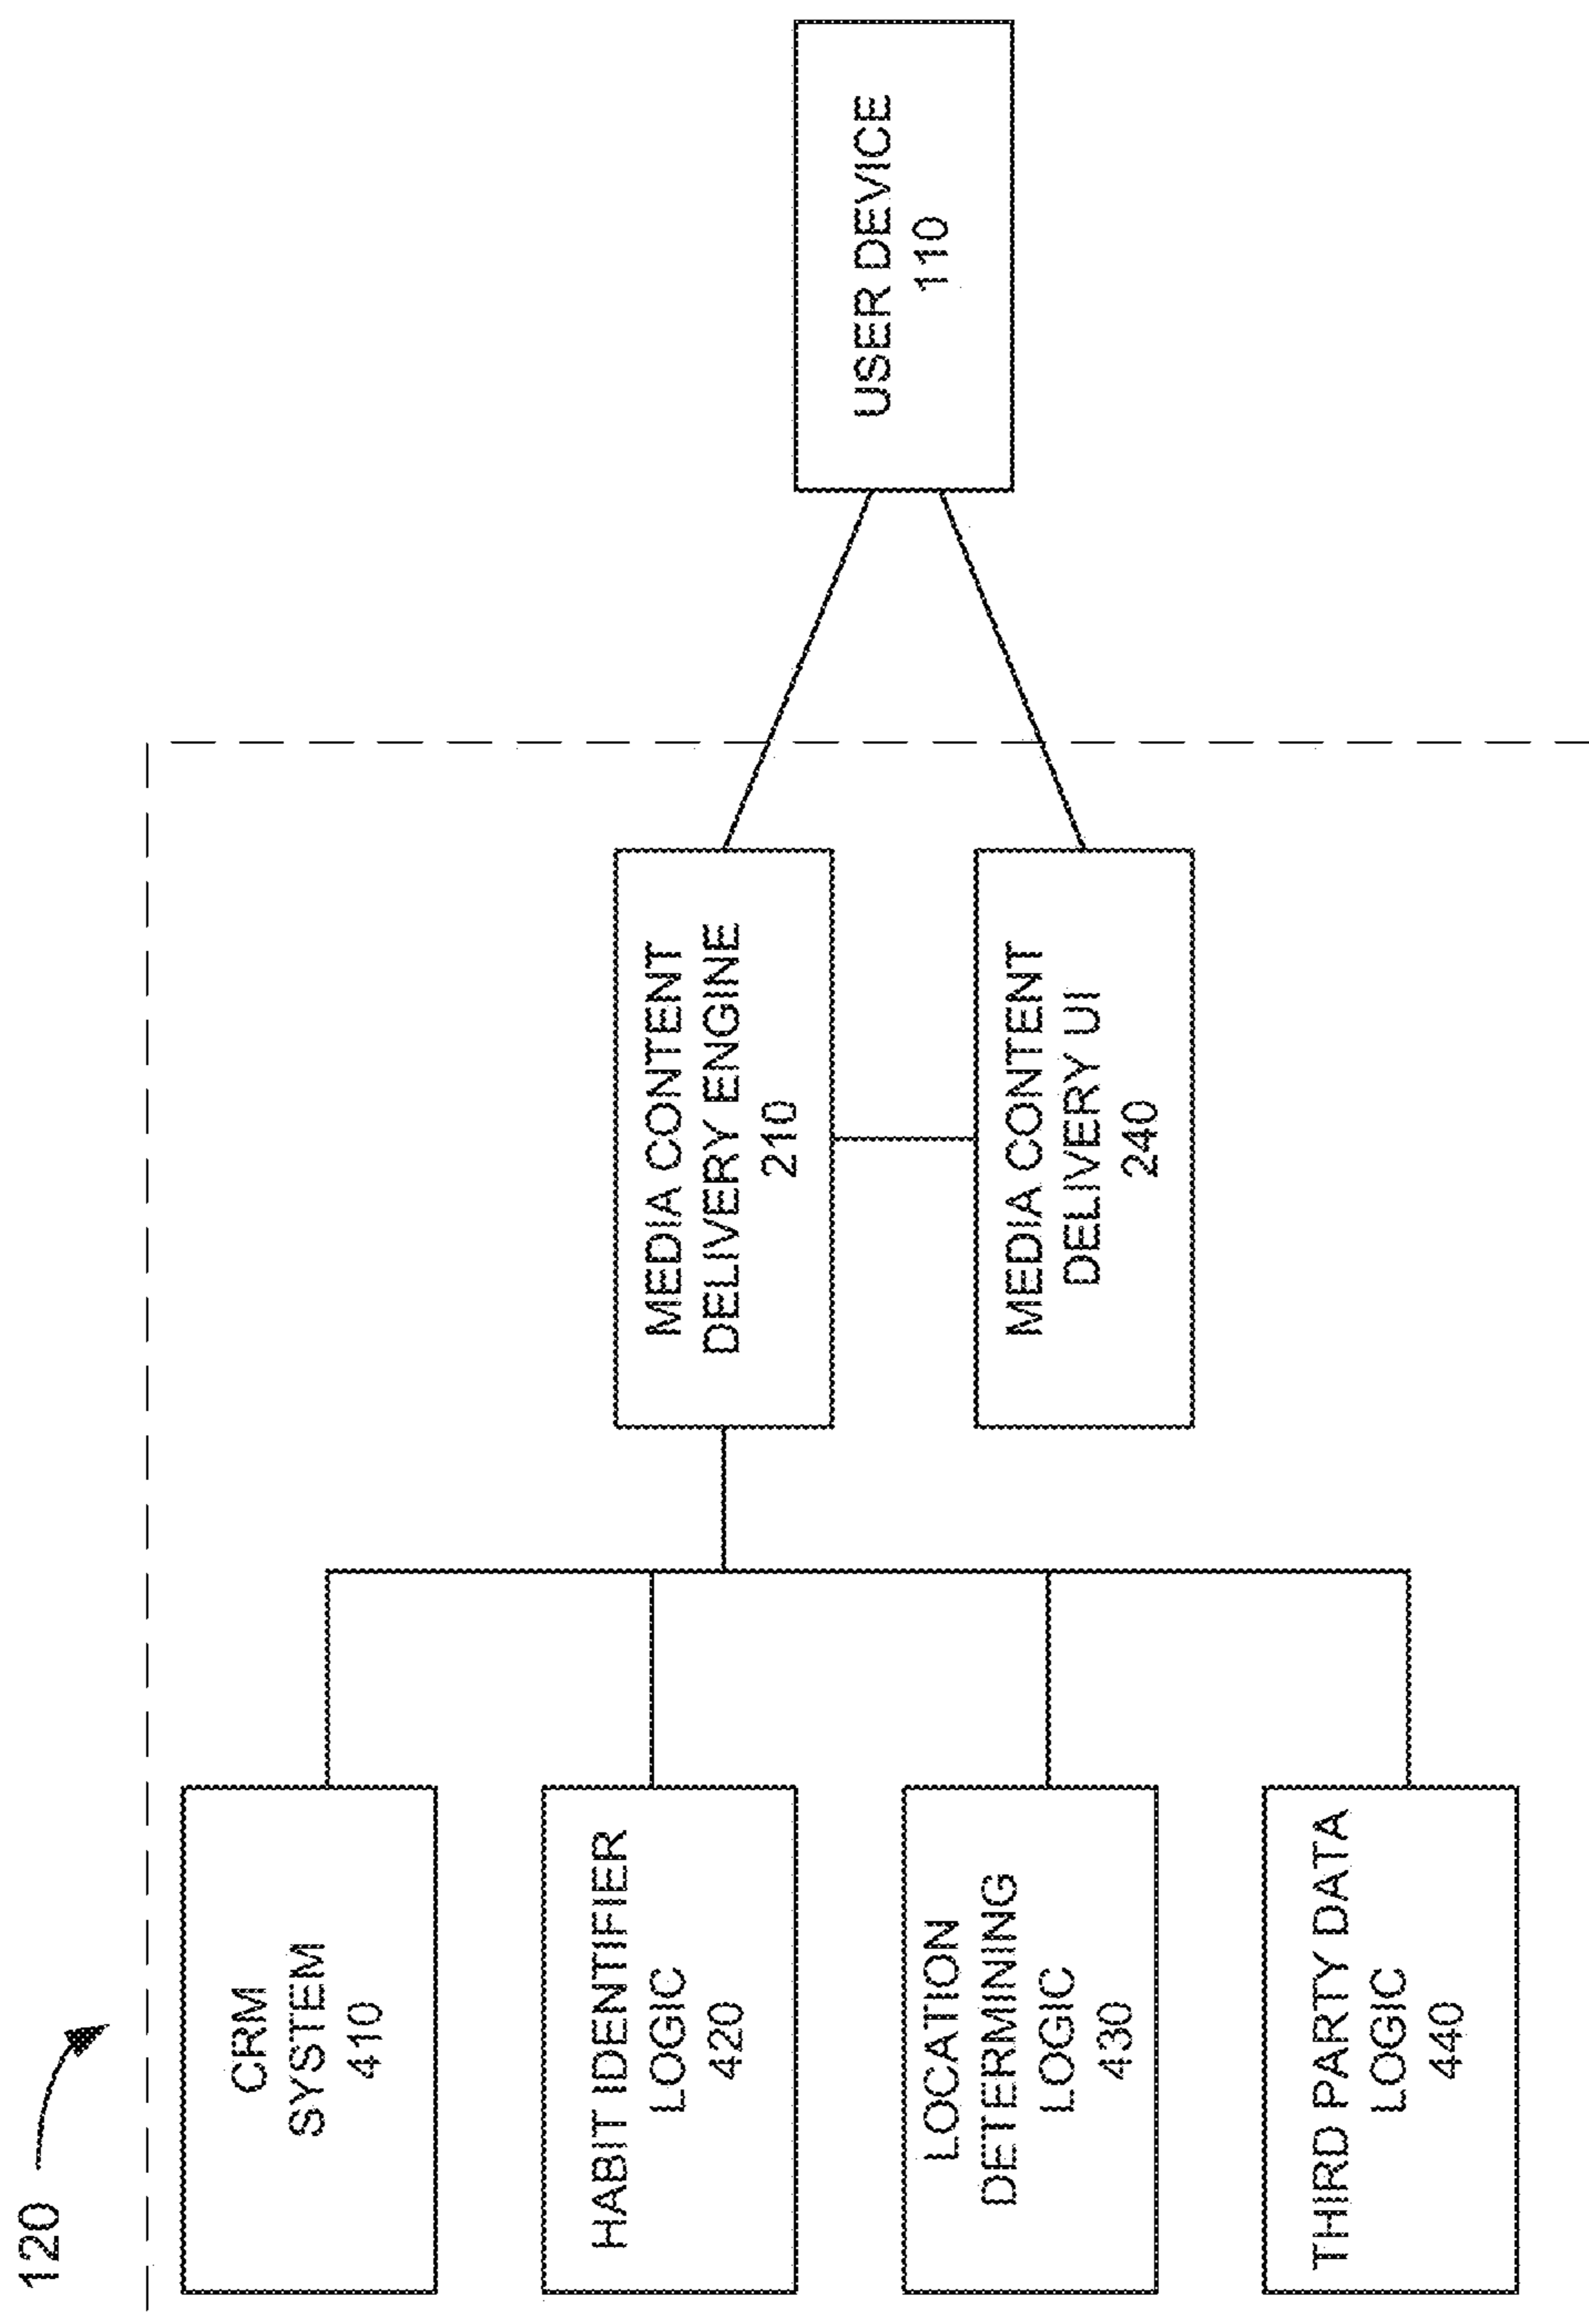 120
CRM
SYSTEM
410
HABIT IDENTIFIER
LOGIC
420
LOCATION
DETERMINING
LOGIC
430
THIRD PARTY DATA
LOGIC
440
MEDIA CONTENT
DELIVERY ENGINE
210
MEDIA CONTENT
DELIVERY UI
240
USER DEVICE
110